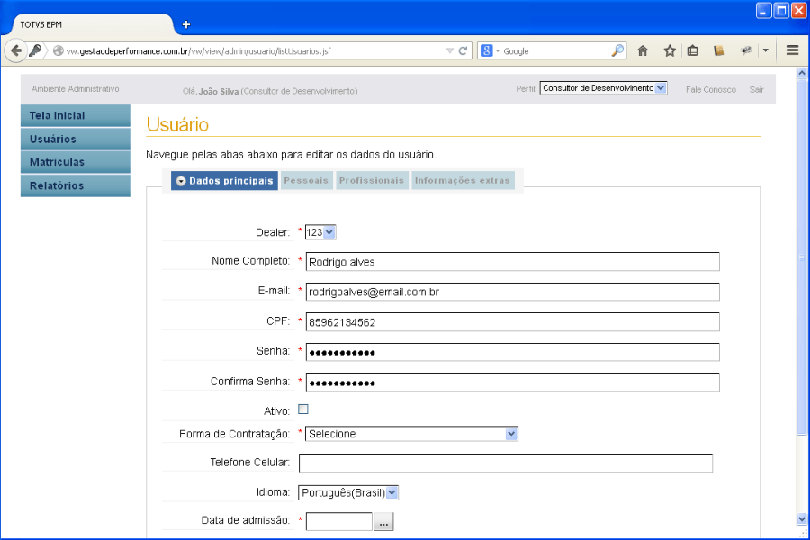 TOTVS EPM
vw.gestaodeperformance.com.br/vw/view/admin/usuario/listUsuarios.js
Google
Ambiente Administrativo
Olá, João Silva (Consultor de Desenvolvimento)
Perfil Consultor de Desenvolvimento
Fale Conosco
Sair
Tela Inicial
Usuários
Matrículas
Relatórios
Usuário
Navegue pelas abas abaixo para editar os dados do usuário
Dados principais
Pessoais
Profissionais
Informações extras
Dealer: * 123
Nome Completo: * Rodrigo alves
E-mail: * rodrigoalves@email.com.br
CPF: * 85962134562
Senha: * ●●●●●●●●●●●
Confirma Senha: * ●●●●●●●●●●●
Ativo:
Forma de Contratação: * Selecione
Telefone Celular:
Idioma: Português(Brasil)
Data de admissão: * ...